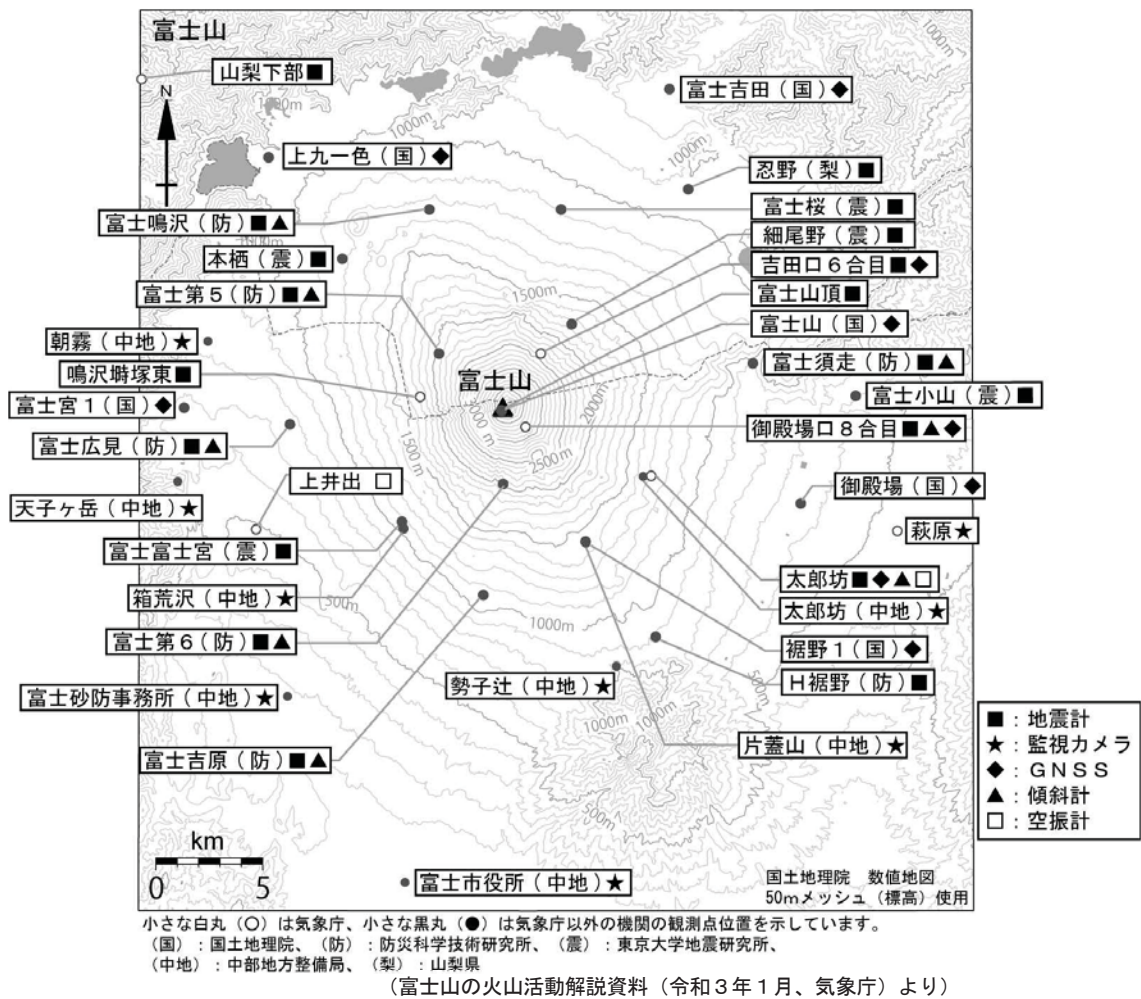 富士山
山梨下部■
N
1000m
富士吉田（国）◆
1000m
1000m
上九一色（国）◆
忍野（梨）■
富士鳴沢（防）■▲
富士桜（震）■
細尾野（震）■
本栖（震）■
吉田口６合目■◆
富士第５（防）■▲
1500m
富士山頂■
富士山（国）◆
朝霧（中地）★
富士須走（防）■▲
鳴沢塒塚東■
富士山
2000m
富士小山（震）■
富士宮１（国）◆
御殿場口８合目■▲◆
富士広見（防）■▲
1500m
2500m
上井出 □
御殿場（国）◆
天子ヶ岳（中地）★
萩原★
富士富士宮（震）■
太郎坊■◆▲□
箱荒沢（中地）★
500m
太郎坊（中地）★
1000m
富士第６（防）■▲
裾野１（国）◆
勢子辻（中地）★
Ｈ裾野（防）■
富士砂防事務所（中地）★
1000m
1000m
片蓋山（中地）★
富士吉原（防）■▲
500m
■：地震計
★：監視カメラ
◆：ＧＮＳＳ
▲：傾斜計
□：空振計
km
0 5
富士市役所（中地）★
国土地理院　数値地図
50mメッシュ（標高）使用
小さな白丸（○）は気象庁、小さな黒丸（●）は気象庁以外の機関の観測点位置を示しています。
（国）：国土地理院、（防）：防災科学技術研究所、（震）：東京大学地震研究所、
（中地）：中部地方整備局、（梨）：山梨県
（富士山の火山活動解説資料（令和３年１月、気象庁）より）